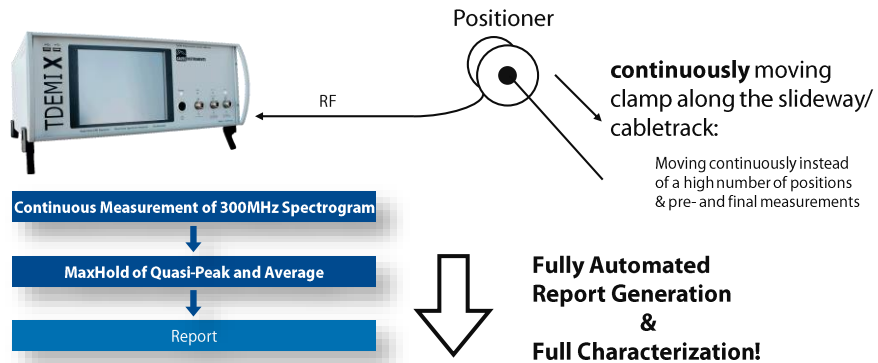 Positioner
TDEMI X
RF
continuously moving
clamp along the slideway/
cabletrack:
Moving continuously instead
of a high number of positions
& pre- and final measurements
Continuous Measurement of 300MHz Spectrogram
MaxHold of Quasi-Peak and Average
Report
Fully Automated
Report Generation
&
Full Characterization!